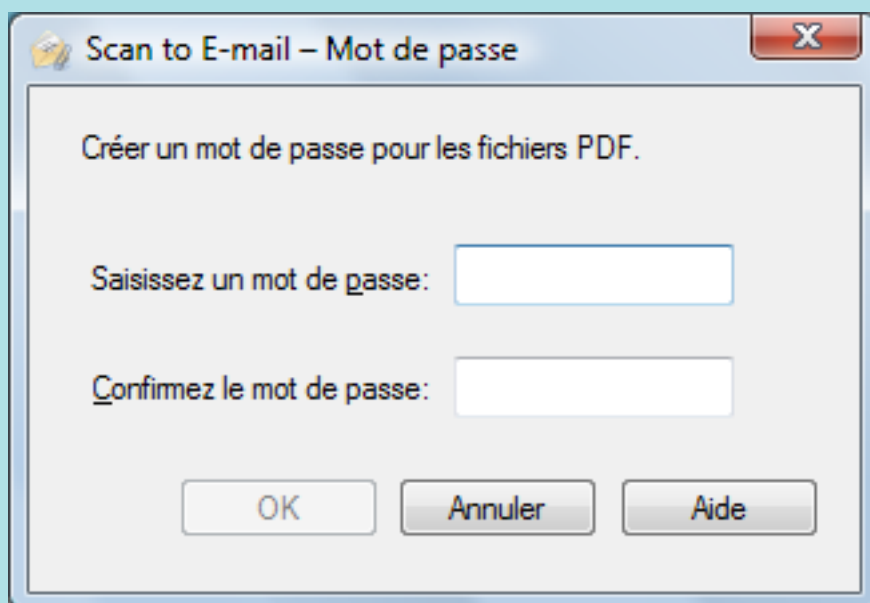 Scan to E-mail – Mot de passe
Créer un mot de passe pour les fichiers PDF.
Saisissez un mot de passe:
Confirmez le mot de passe:
OK Annuler Aide